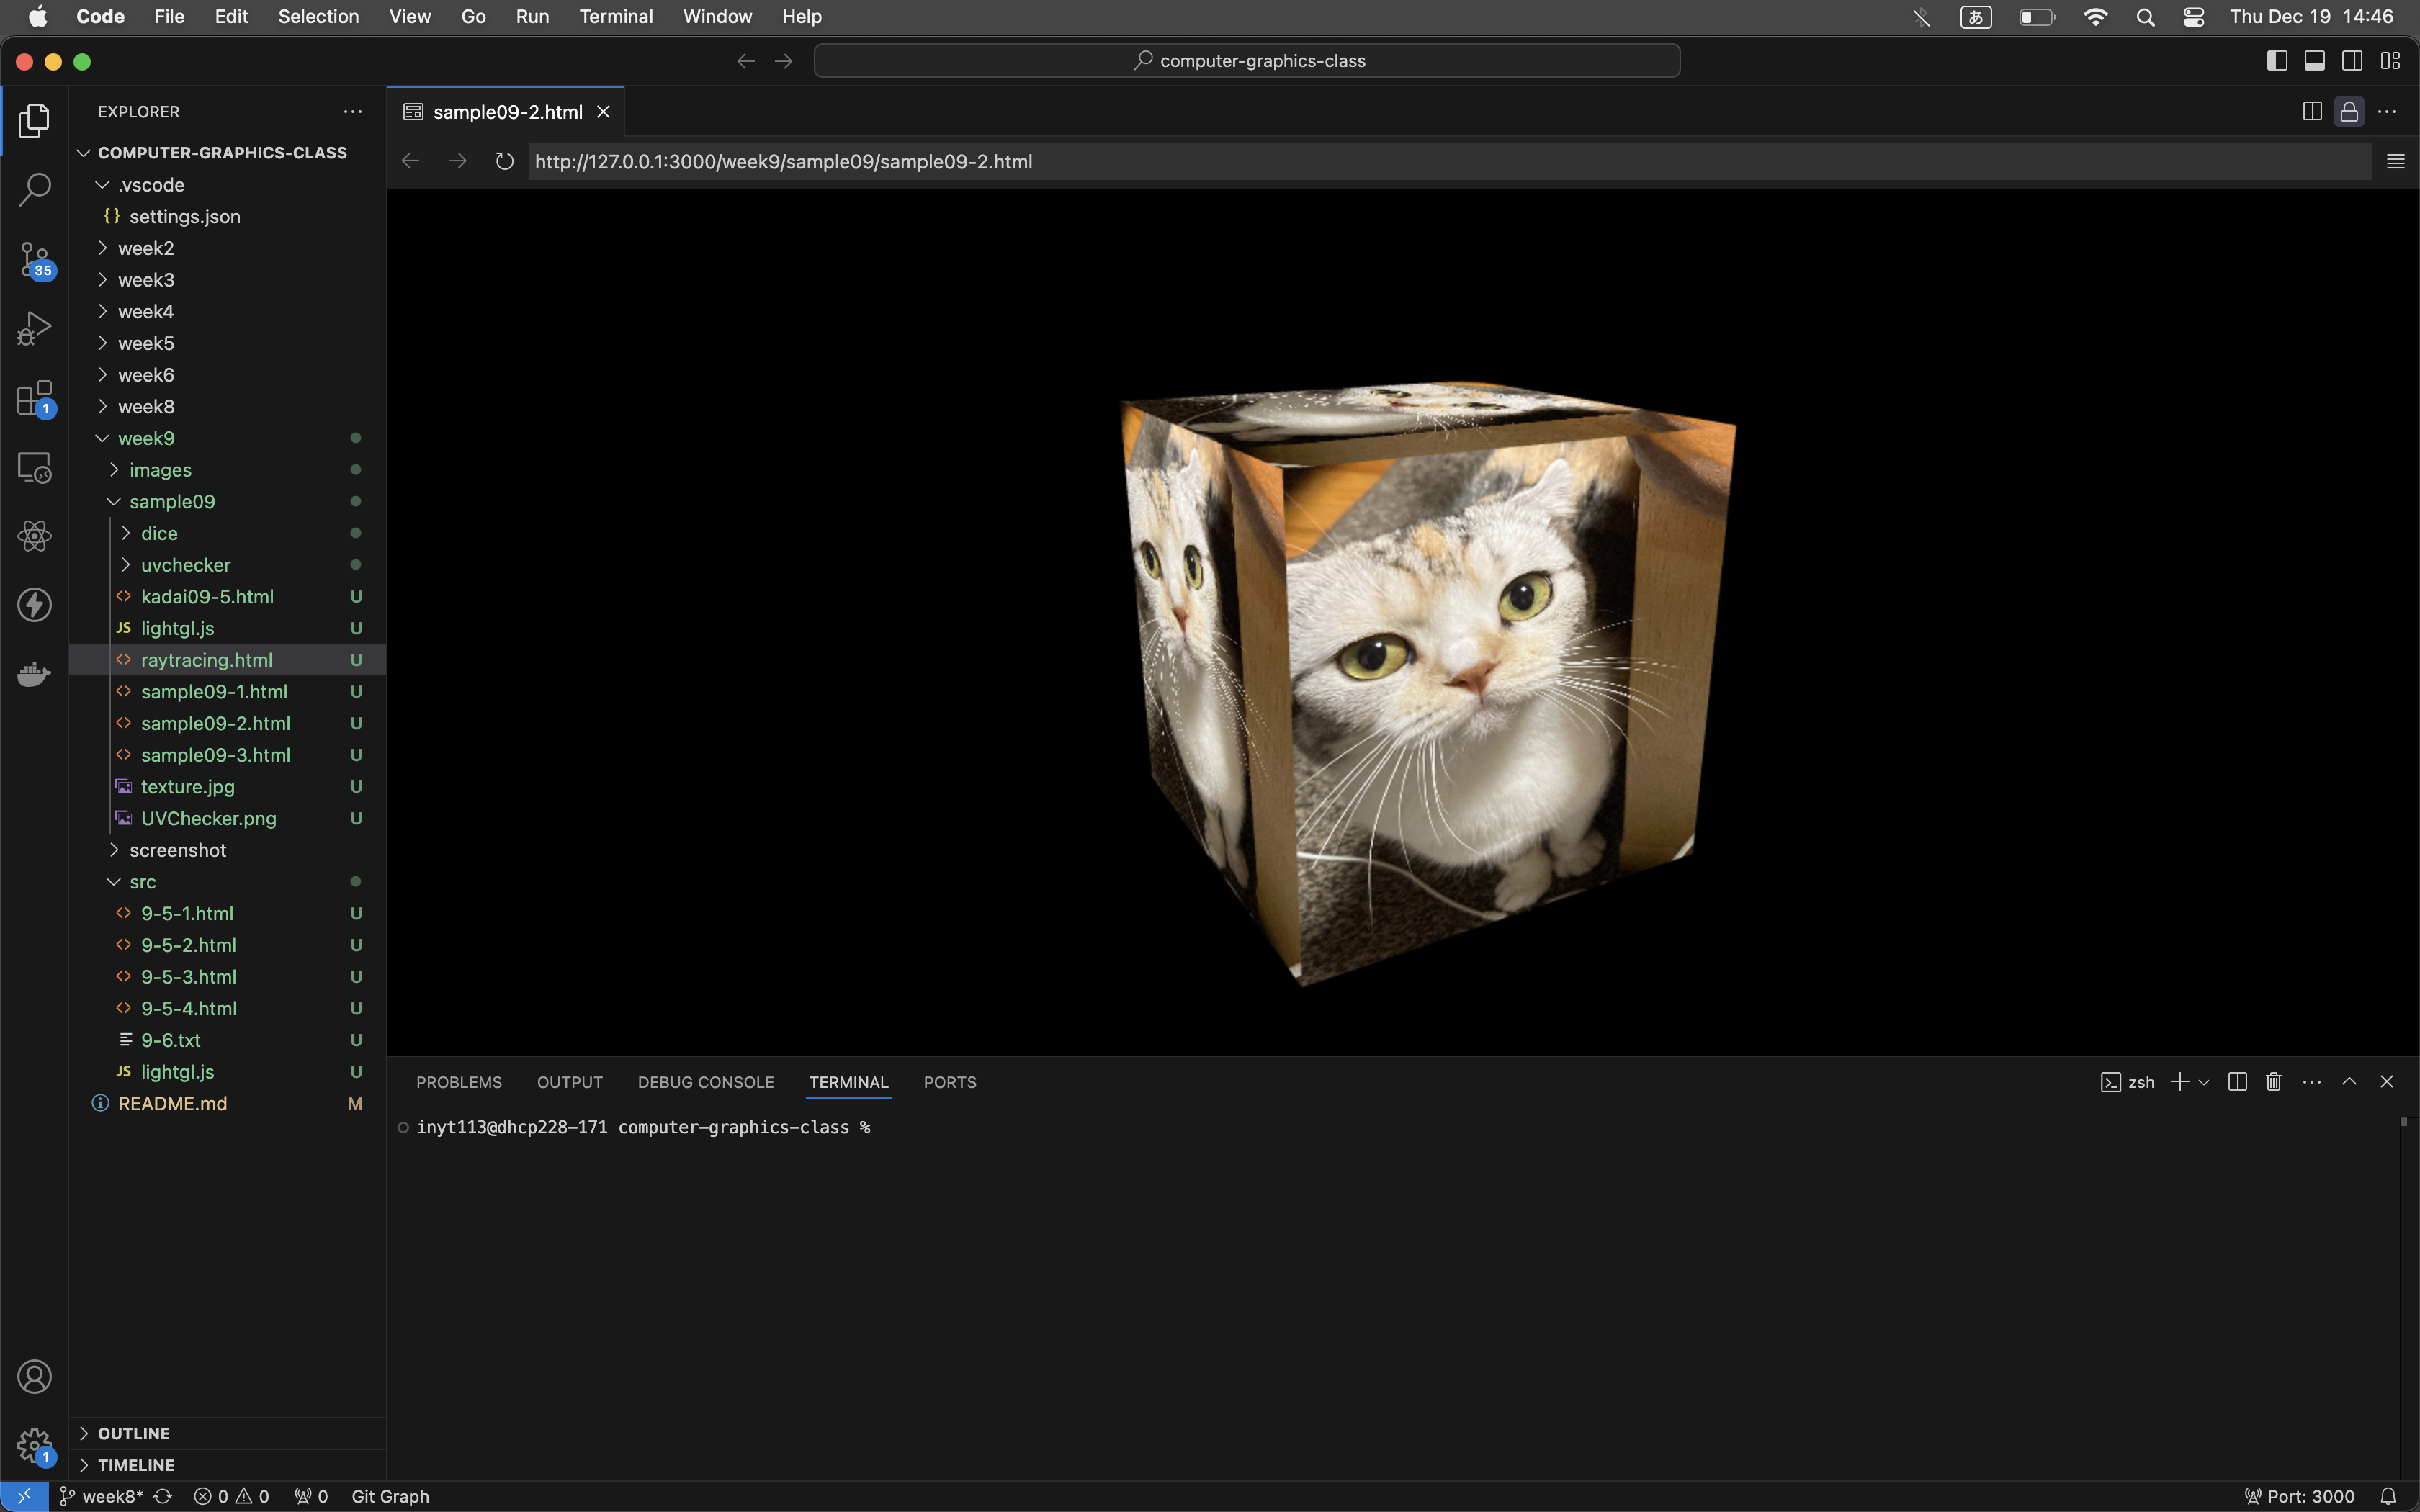 Code File Edit Selection View Go Run Terminal Window Help あ Thu Dec 19 14:46
computer-graphics-class
EXPLORER
COMPUTER-GRAPHICS-CLASS
.vscode
{} settings.json
week2
week3
week4
week5
week6
week8
week9
images
sample09
dice
uvchecker
<> kadai09-5.html U
JS lightgl.js U
<> raytracing.html U
<> sample09-1.html U
<> sample09-2.html U
<> sample09-3.html U
texture.jpg U
UVChecker.png U
screenshot
src
<> 9-5-1.html U
<> 9-5-2.html U
<> 9-5-3.html U
<> 9-5-4.html U
9-6.txt U
JS lightgl.js U
README.md M
35
1
1
OUTLINE
TIMELINE
sample09-2.html
http://127.0.0.1:3000/week9/sample09/sample09-2.html
PROBLEMS OUTPUT DEBUG CONSOLE TERMINAL PORTS zsh
inyt113@dhcp228-171 computer-graphics-class %
week8* 0 0 0 Git Graph Port: 3000